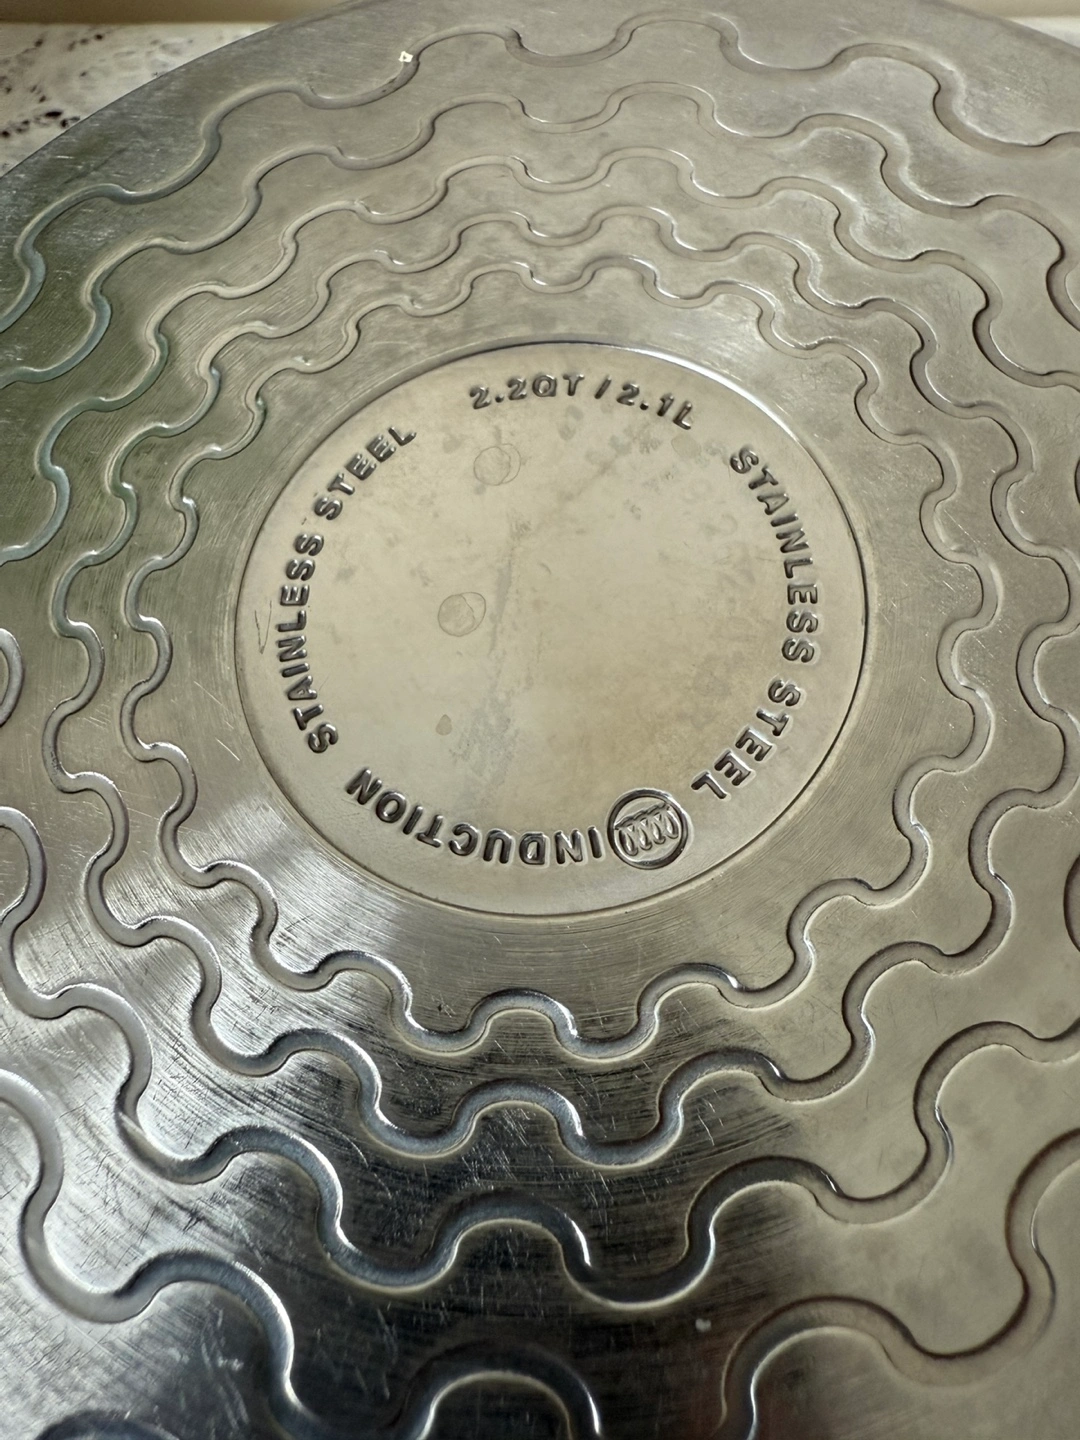 2.2QT / 2.1L
STAINLESS STEEL
INDUCTION
STAINLESS STEEL